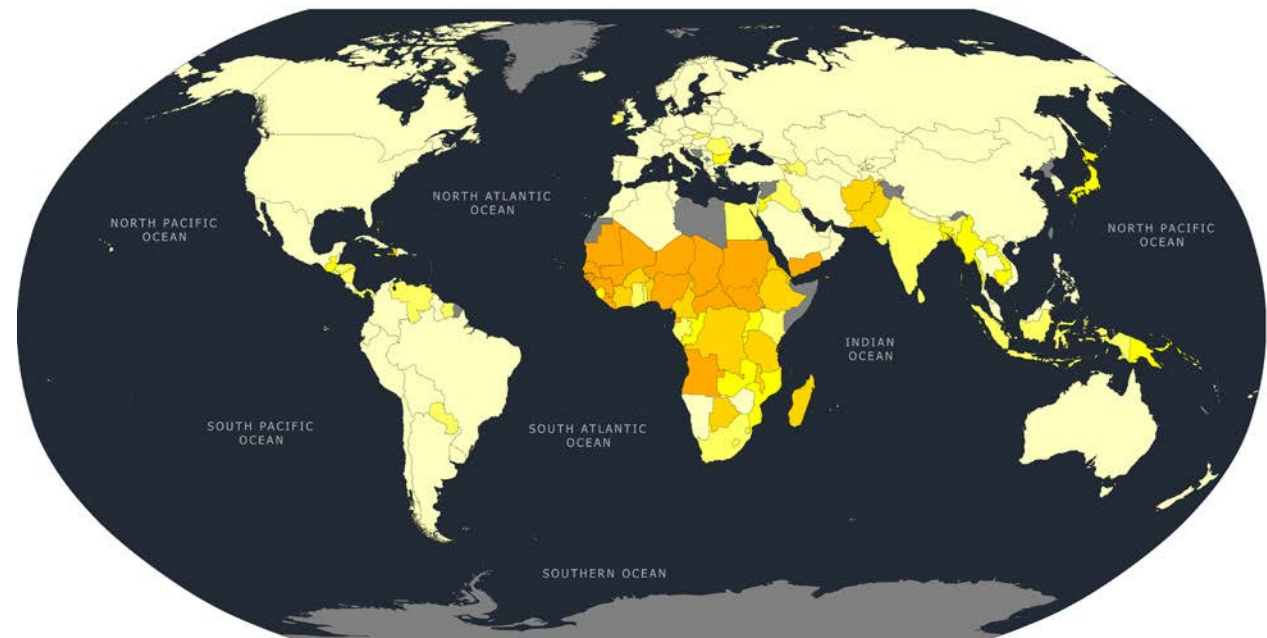 NORTH ATLANTIC
OCEAN
NORTH PACIFIC
OCEAN
NORTH PACIFIC
OCEAN
INDIAN
OCEAN
SOUTH PACIFIC
OCEAN
SOUTH ATLANTIC
OCEAN
SOUTHERN OCEAN